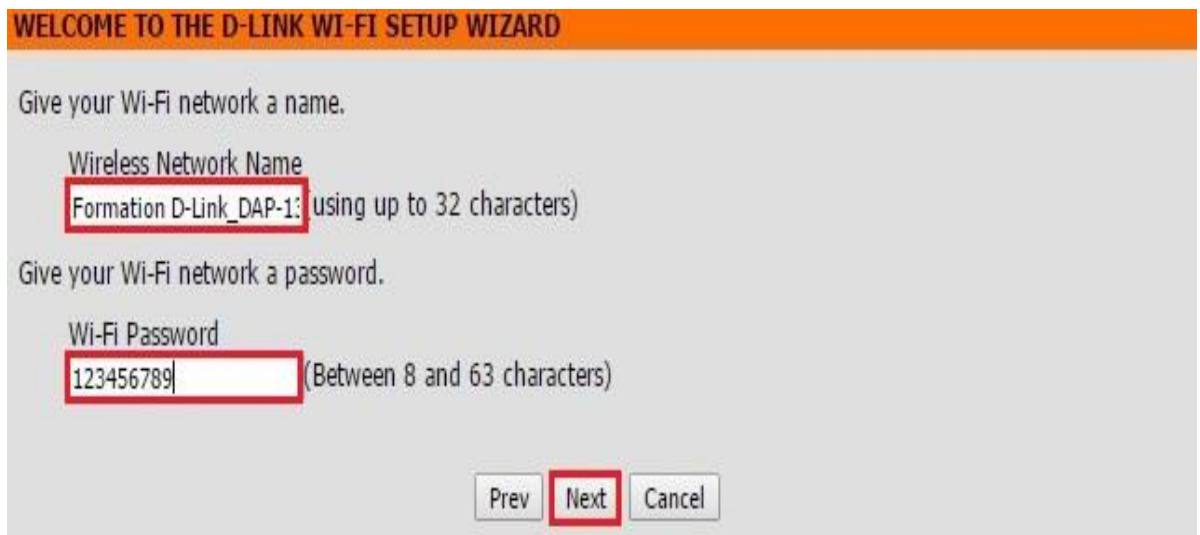 WELCOME TO THE D-LINK WI-FI SETUP WIZARD
Give your Wi-Fi network a name.
Wireless Network Name
Formation D-Link_DAP-13 (using up to 32 characters)
Give your Wi-Fi network a password.
Wi-Fi Password
123456789 (Between 8 and 63 characters)
Prev Next Cancel